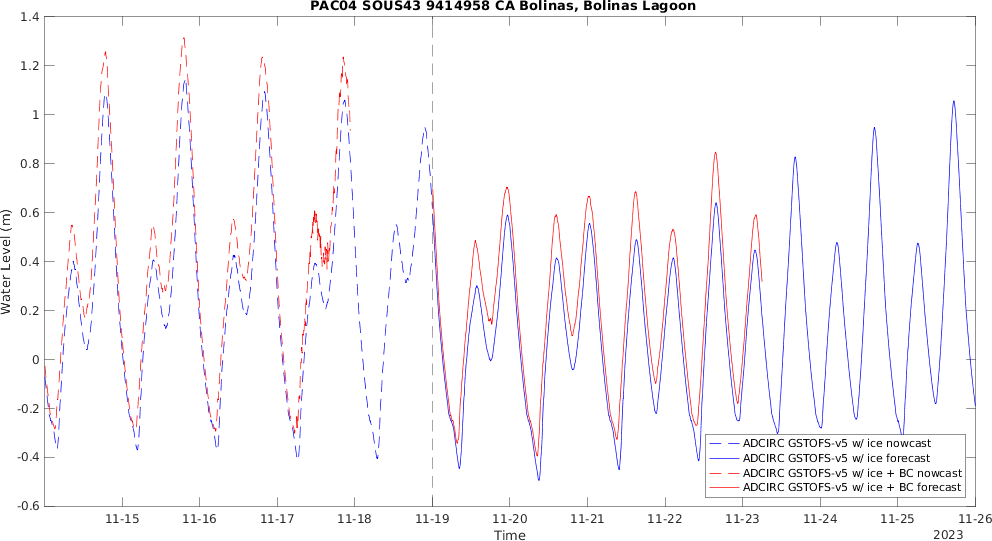 PAC04 SOUS43 9414958 CA Bolinas, Bolinas Lagoon
1.4
1.2
1
0.8
0.6
0.4
0.2
0
-0.2
-0.4
-0.6
Water Level (m)
ADCIRC GSTOFS-v5 w/ ice nowcast
ADCIRC GSTOFS-v5 w/ ice forecast
ADCIRC GSTOFS-v5 w/ ice + BC nowcast
ADCIRC GSTOFS-v5 w/ ice + BC forecast
11-15 11-16 11-17 11-18 11-19 11-20 11-21 11-22 11-23 11-24 11-25 11-26
Time
2023